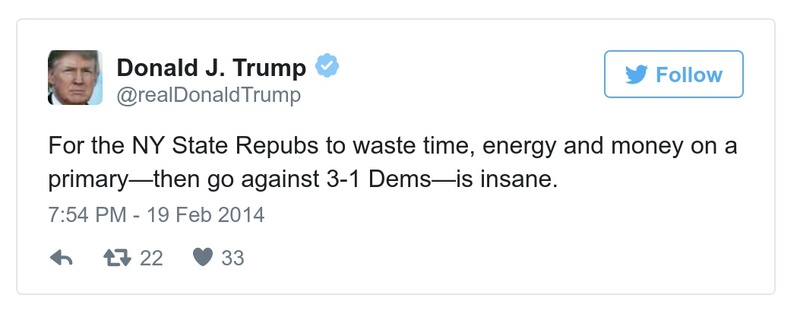 Donald J. Trump
@realDonaldTrump
Follow
For the NY State Repubs to waste time, energy and money on a
primary—then go against 3-1 Dems—is insane.
7:54 PM - 19 Feb 2014
22 33